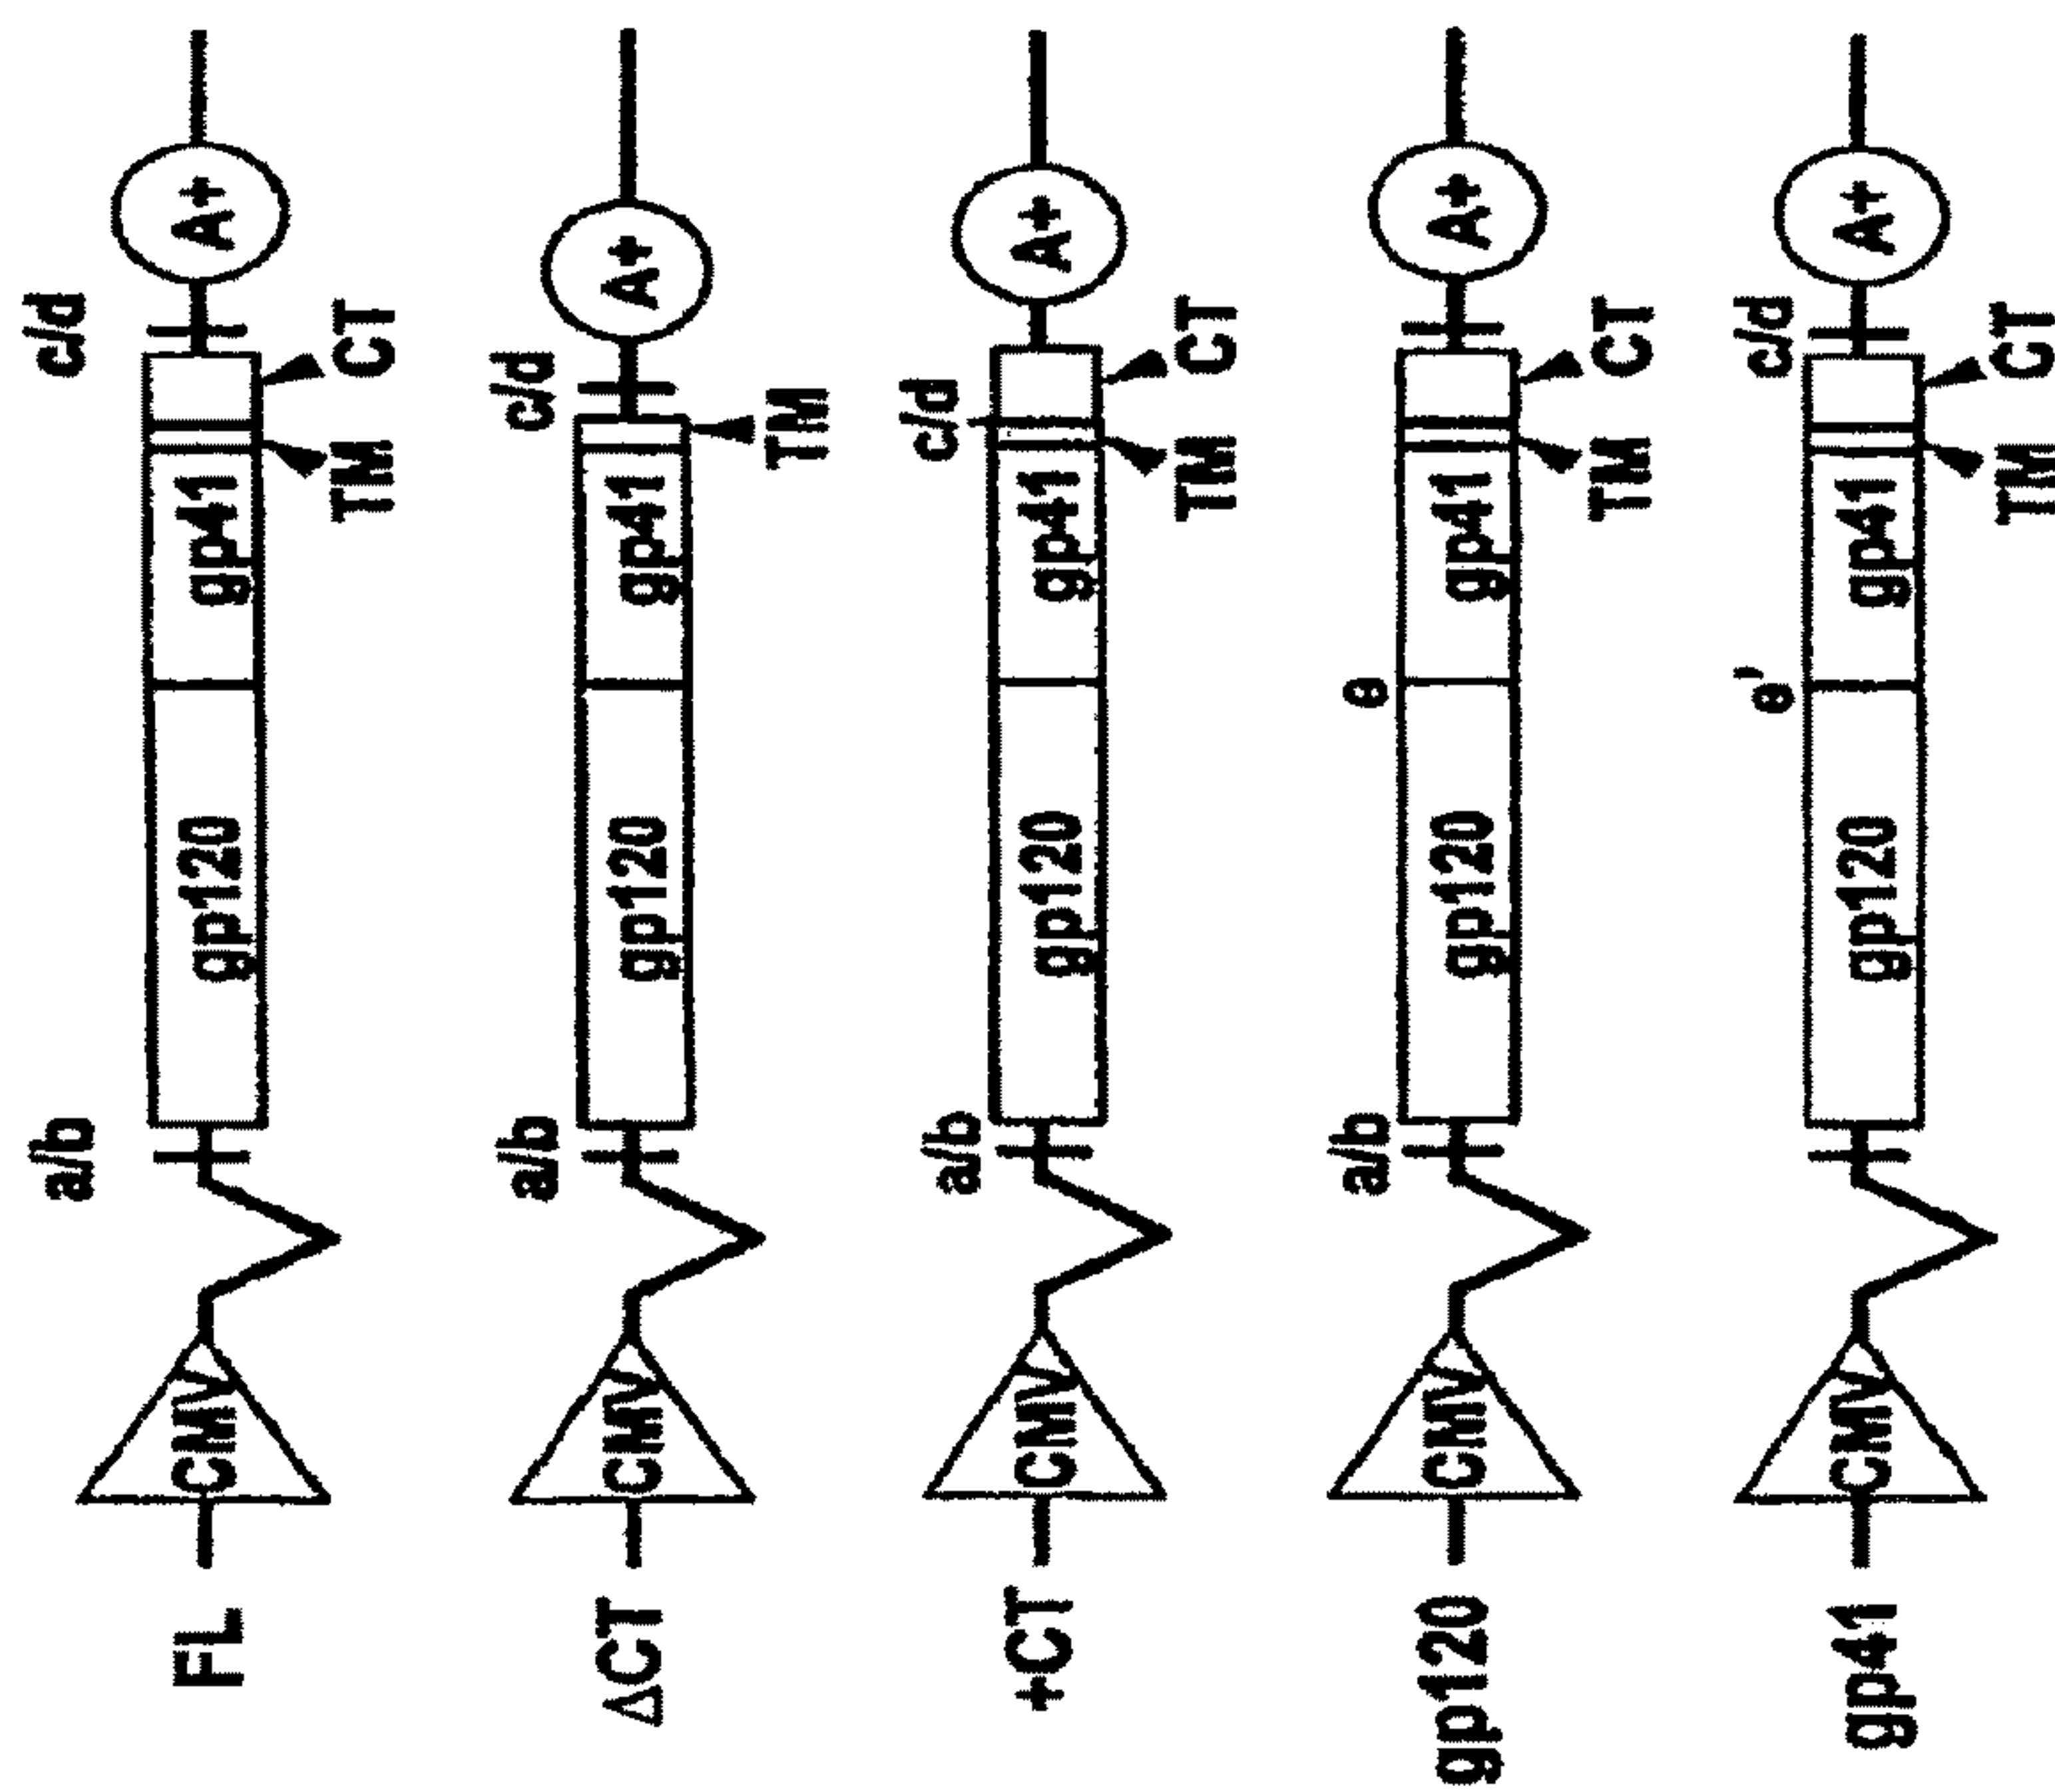 a/b c/d
FL CMV gp120 gp41 A+
TM CT
a/b c/d
ΔCT CMV gp120 gp41 A+
TM
a/b c/d
+CT CMV gp120 gp41 A+
TM CT
a/b e
gp120 CMV gp120 gp41 A+
TM CT
e' c/d
gp41 CMV gp120 gp41 A+
TM CT